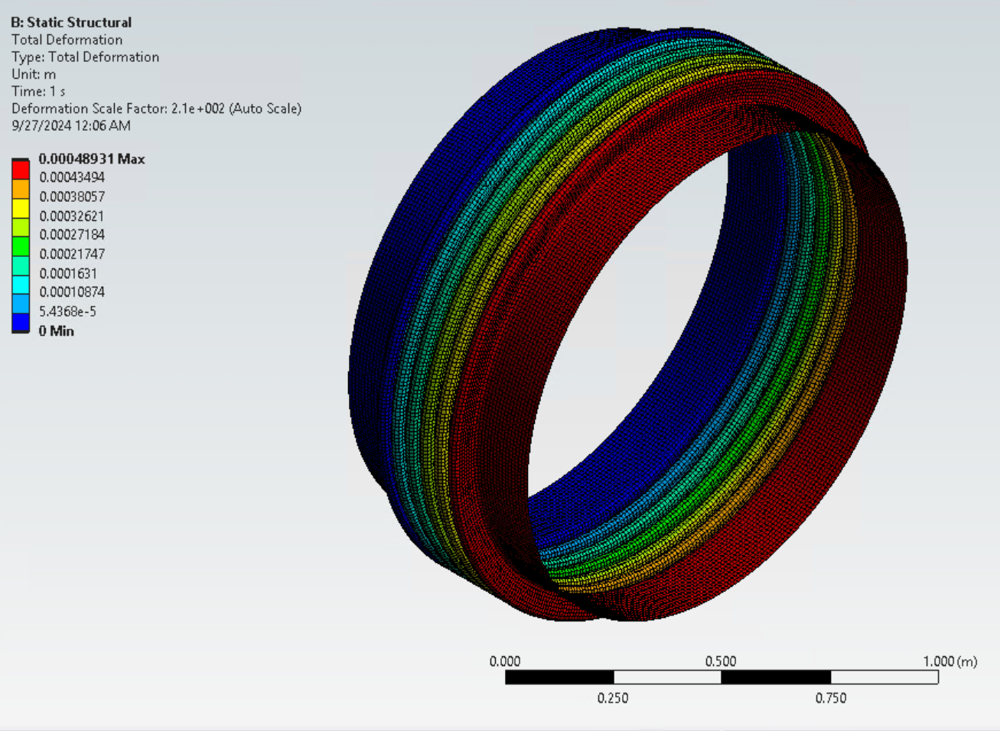 B: Static Structural
Total Deformation
Type: Total Deformation
Unit: m
Time: 1 s
Deformation Scale Factor: 2.1e+002 (Auto Scale)
9/27/2024 12:06 AM
0.00048931 Max
0.00043494
0.00038057
0.00032621
0.00027184
0.00021747
0.0001631
0.00010874
5.4368e-5
0 Min
0.000 0.500 1.000 (m)
0.250 0.750